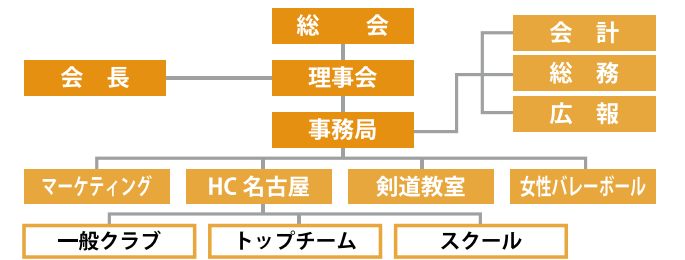 総　会
会　長
理事会
事務局
会　計
総　務
広　報
マーケティング
HC 名古屋
剣道教室
女性バレーボール
一般クラブ
トップチーム
スクール